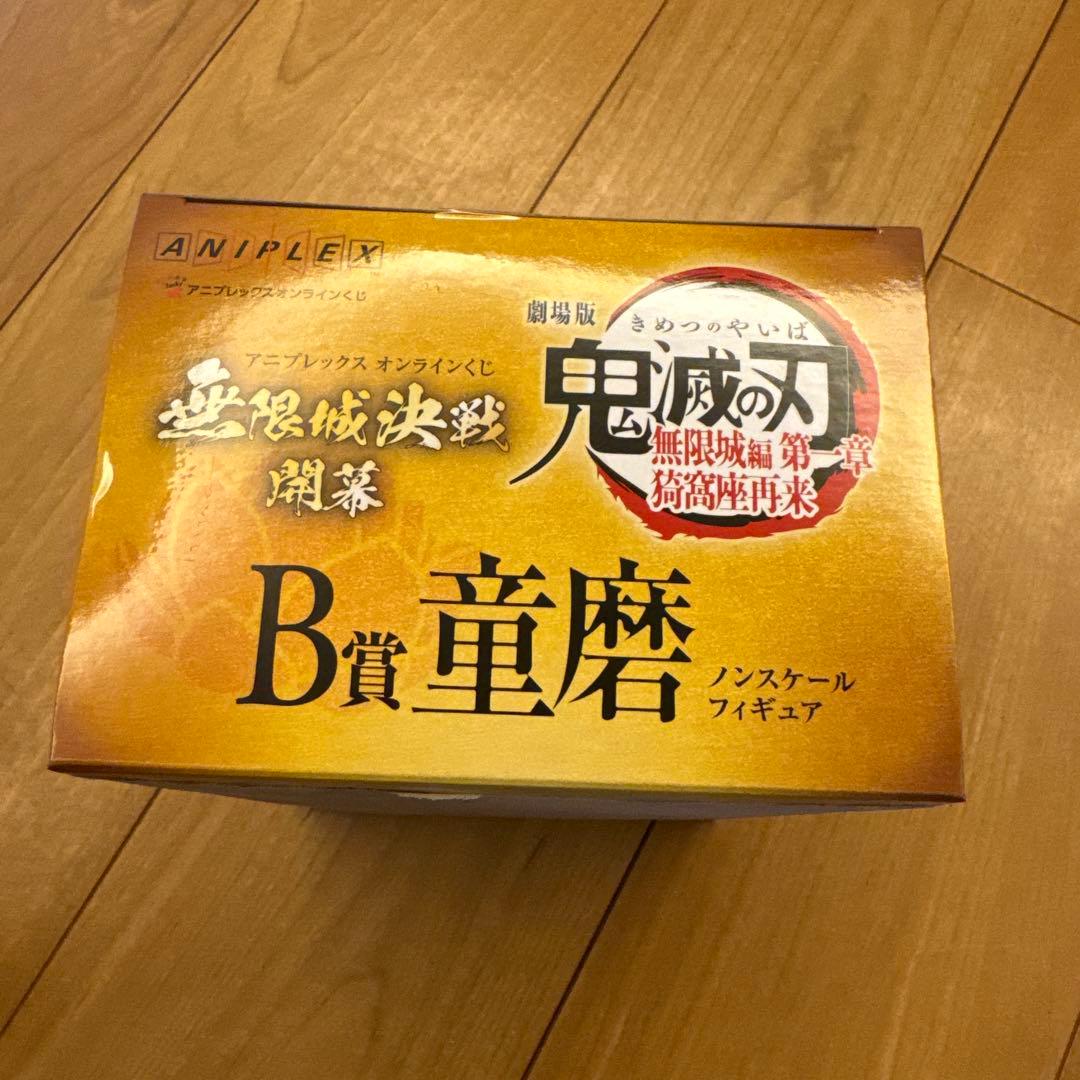 ANIPLEX
アニプレックスオンラインくじ
アニプレックス オンラインくじ
無限城決戦
開幕
劇場版
きめつのやいば
鬼滅の刃
無限城編 第一章
猗窩座再来
B賞 童磨
ノンスケール
フィギュア